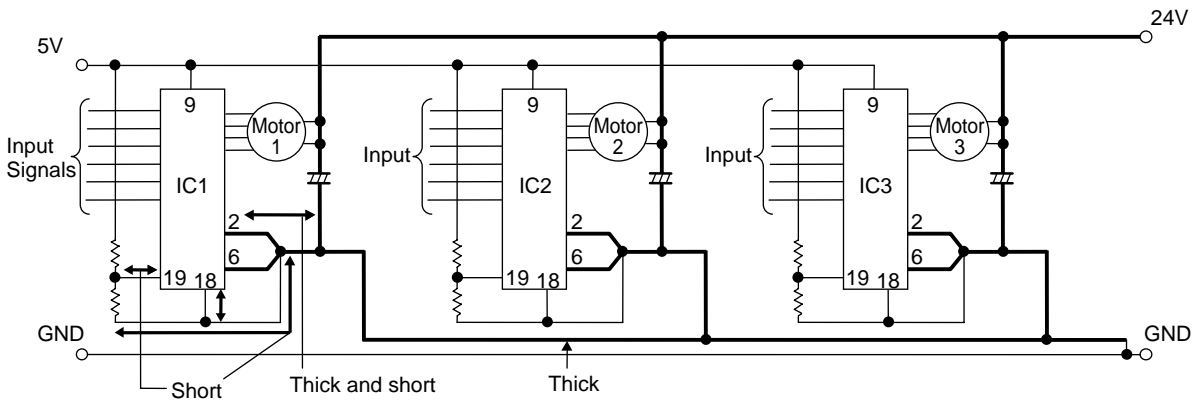 24V
5V
9
9
9
Motor
1
Motor
2
Motor
3
Input
Signals
Input
Input
IC1
IC2
IC3
2
2
2
6
6
6
19 18
19 18
19 18
GND
GND
Short
Thick and short
Thick